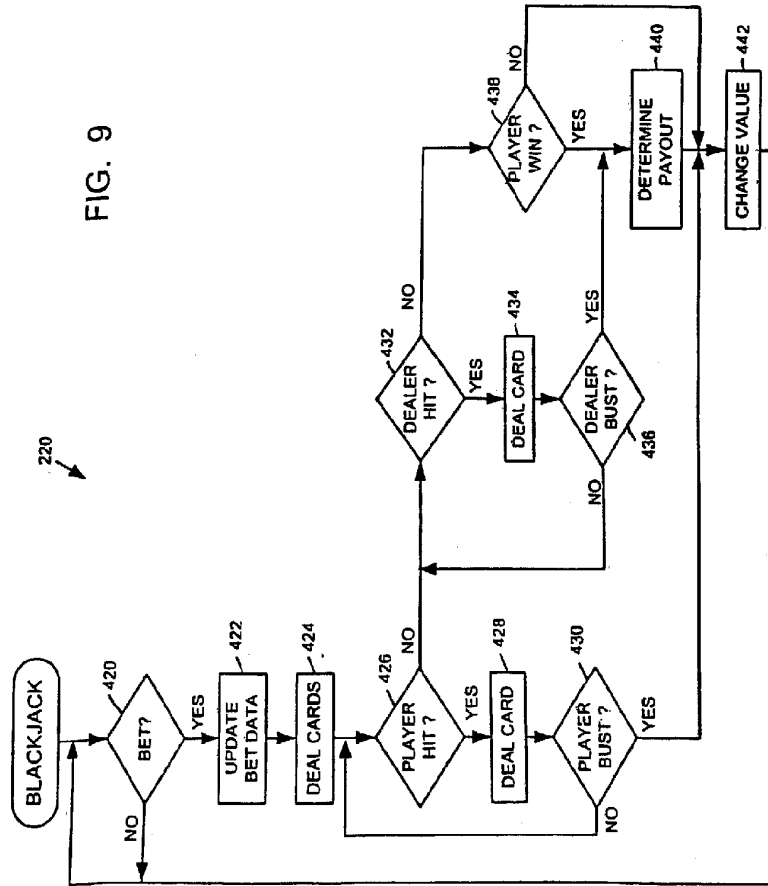 FIG. 9
220
BLACKJACK
420
BET?
NO
YES
422
UPDATE
BET DATA
424
DEAL CARDS
426
PLAYER
HIT ?
NO
YES
428
DEAL CARD
430
PLAYER
BUST ?
NO
YES
432
DEALER
HIT ?
NO
YES
434
DEAL CARD
DEALER
BUST ?
436
NO
YES
438
PLAYER
WIN ?
NO
YES
440
DETERMINE
PAYOUT
442
CHANGE VALUE